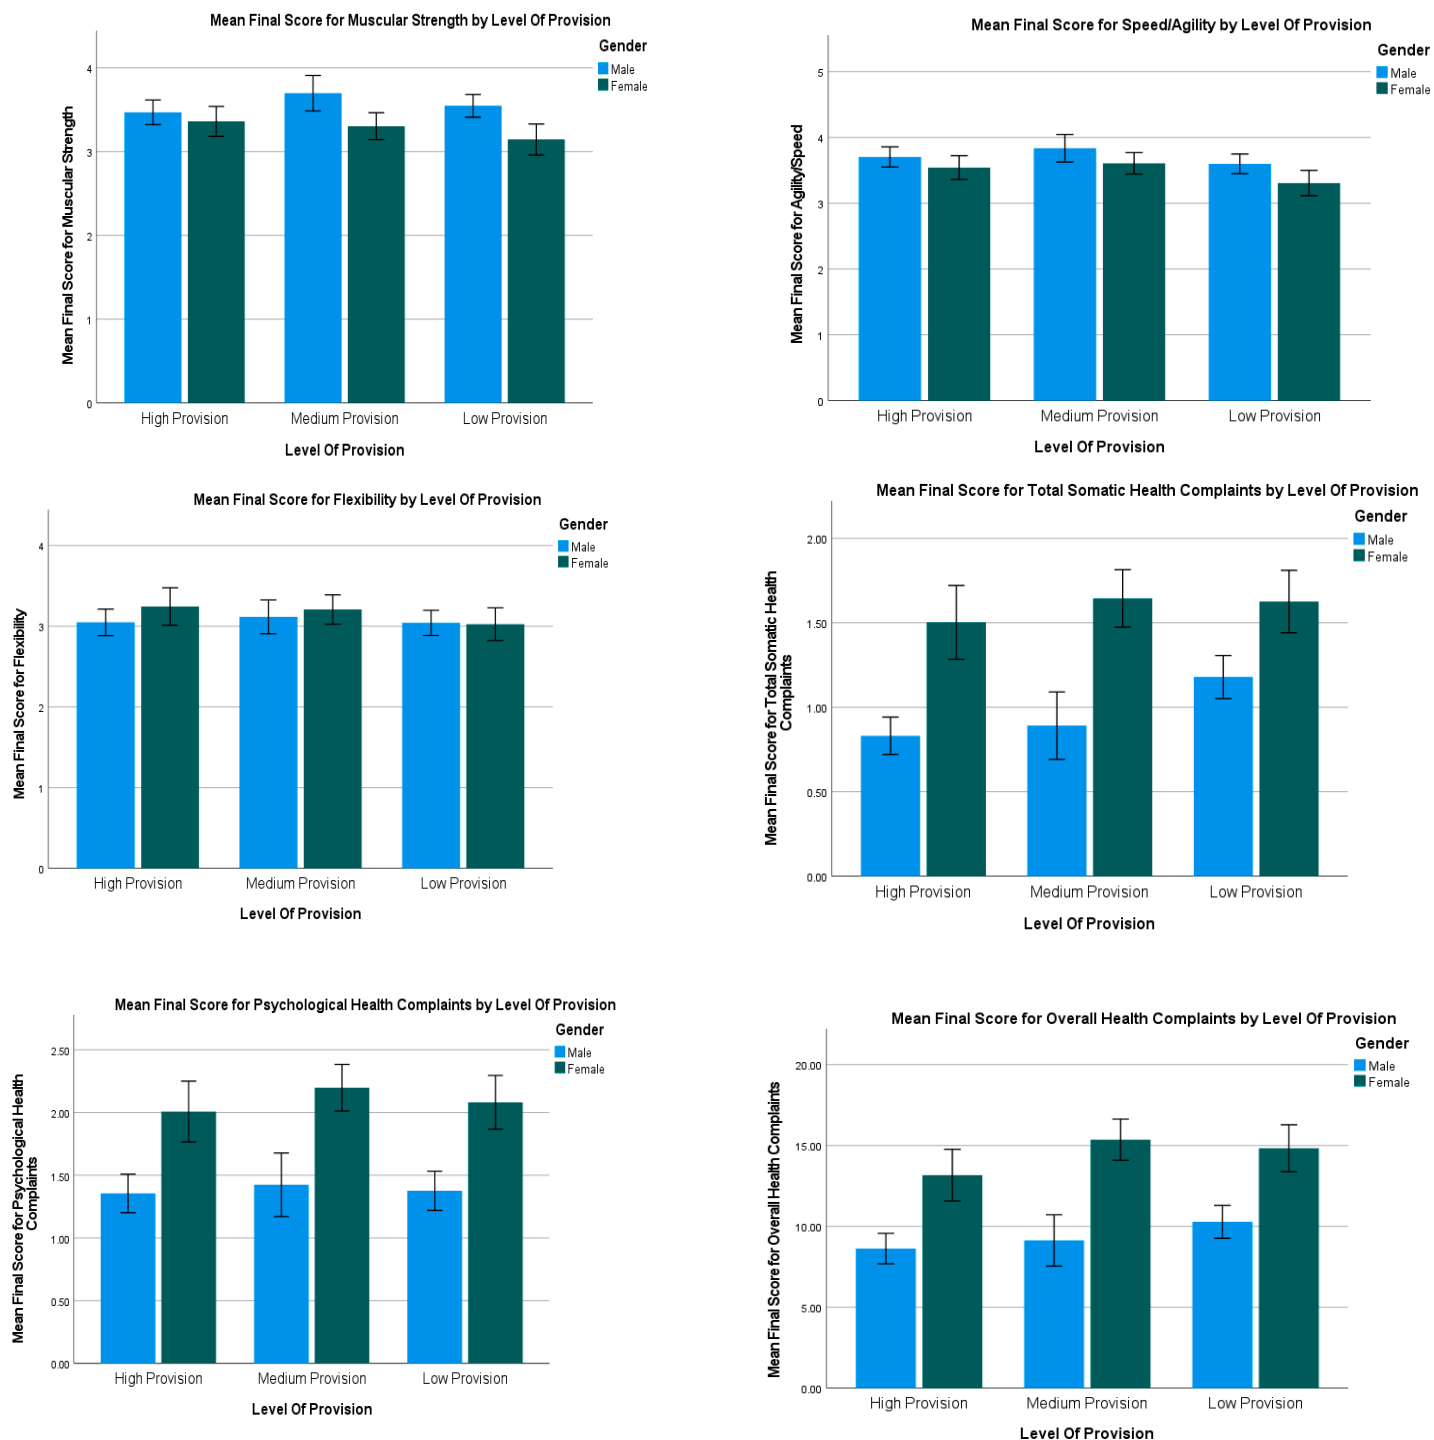 Mean Final Score for Muscular Strength by Level Of Provision
Gender
Male
Female
Mean Final Score for Muscular Strength
4
3
2
1
0
High Provision
Medium Provision
Low Provision
Level Of Provision
Mean Final Score for Speed/Agility by Level Of Provision
Gender
Male
Female
Mean Final Score for Agility/Speed
5
4
3
2
1
0
High Provision
Medium Provision
Low Provision
Level Of Provision
Mean Final Score for Flexibility by Level Of Provision
Gender
Male
Female
Mean Final Score for Flexibility
4
3
2
1
0
High Provision
Medium Provision
Low Provision
Level Of Provision
Mean Final Score for Total Somatic Health Complaints by Level Of Provision
Gender
Male
Female
Mean Final Score for Total Somatic Health
Complaints
2.00
1.50
1.00
0.50
0.00
High Provision
Medium Provision
Low Provision
Level Of Provision
Mean Final Score for Psychological Health Complaints by Level Of Provision
Gender
Male
Female
Mean Final Score for Psychological Health
Complaints
2.50
2.00
1.50
1.00
0.50
0.00
High Provision
Medium Provision
Low Provision
Level Of Provision
Mean Final Score for Overall Health Complaints by Level Of Provision
Gender
Male
Female
Mean Final Score for Overall Health Complaints
20.00
15.00
10.00
5.00
0.00
High Provision
Medium Provision
Low Provision
Level Of Provision